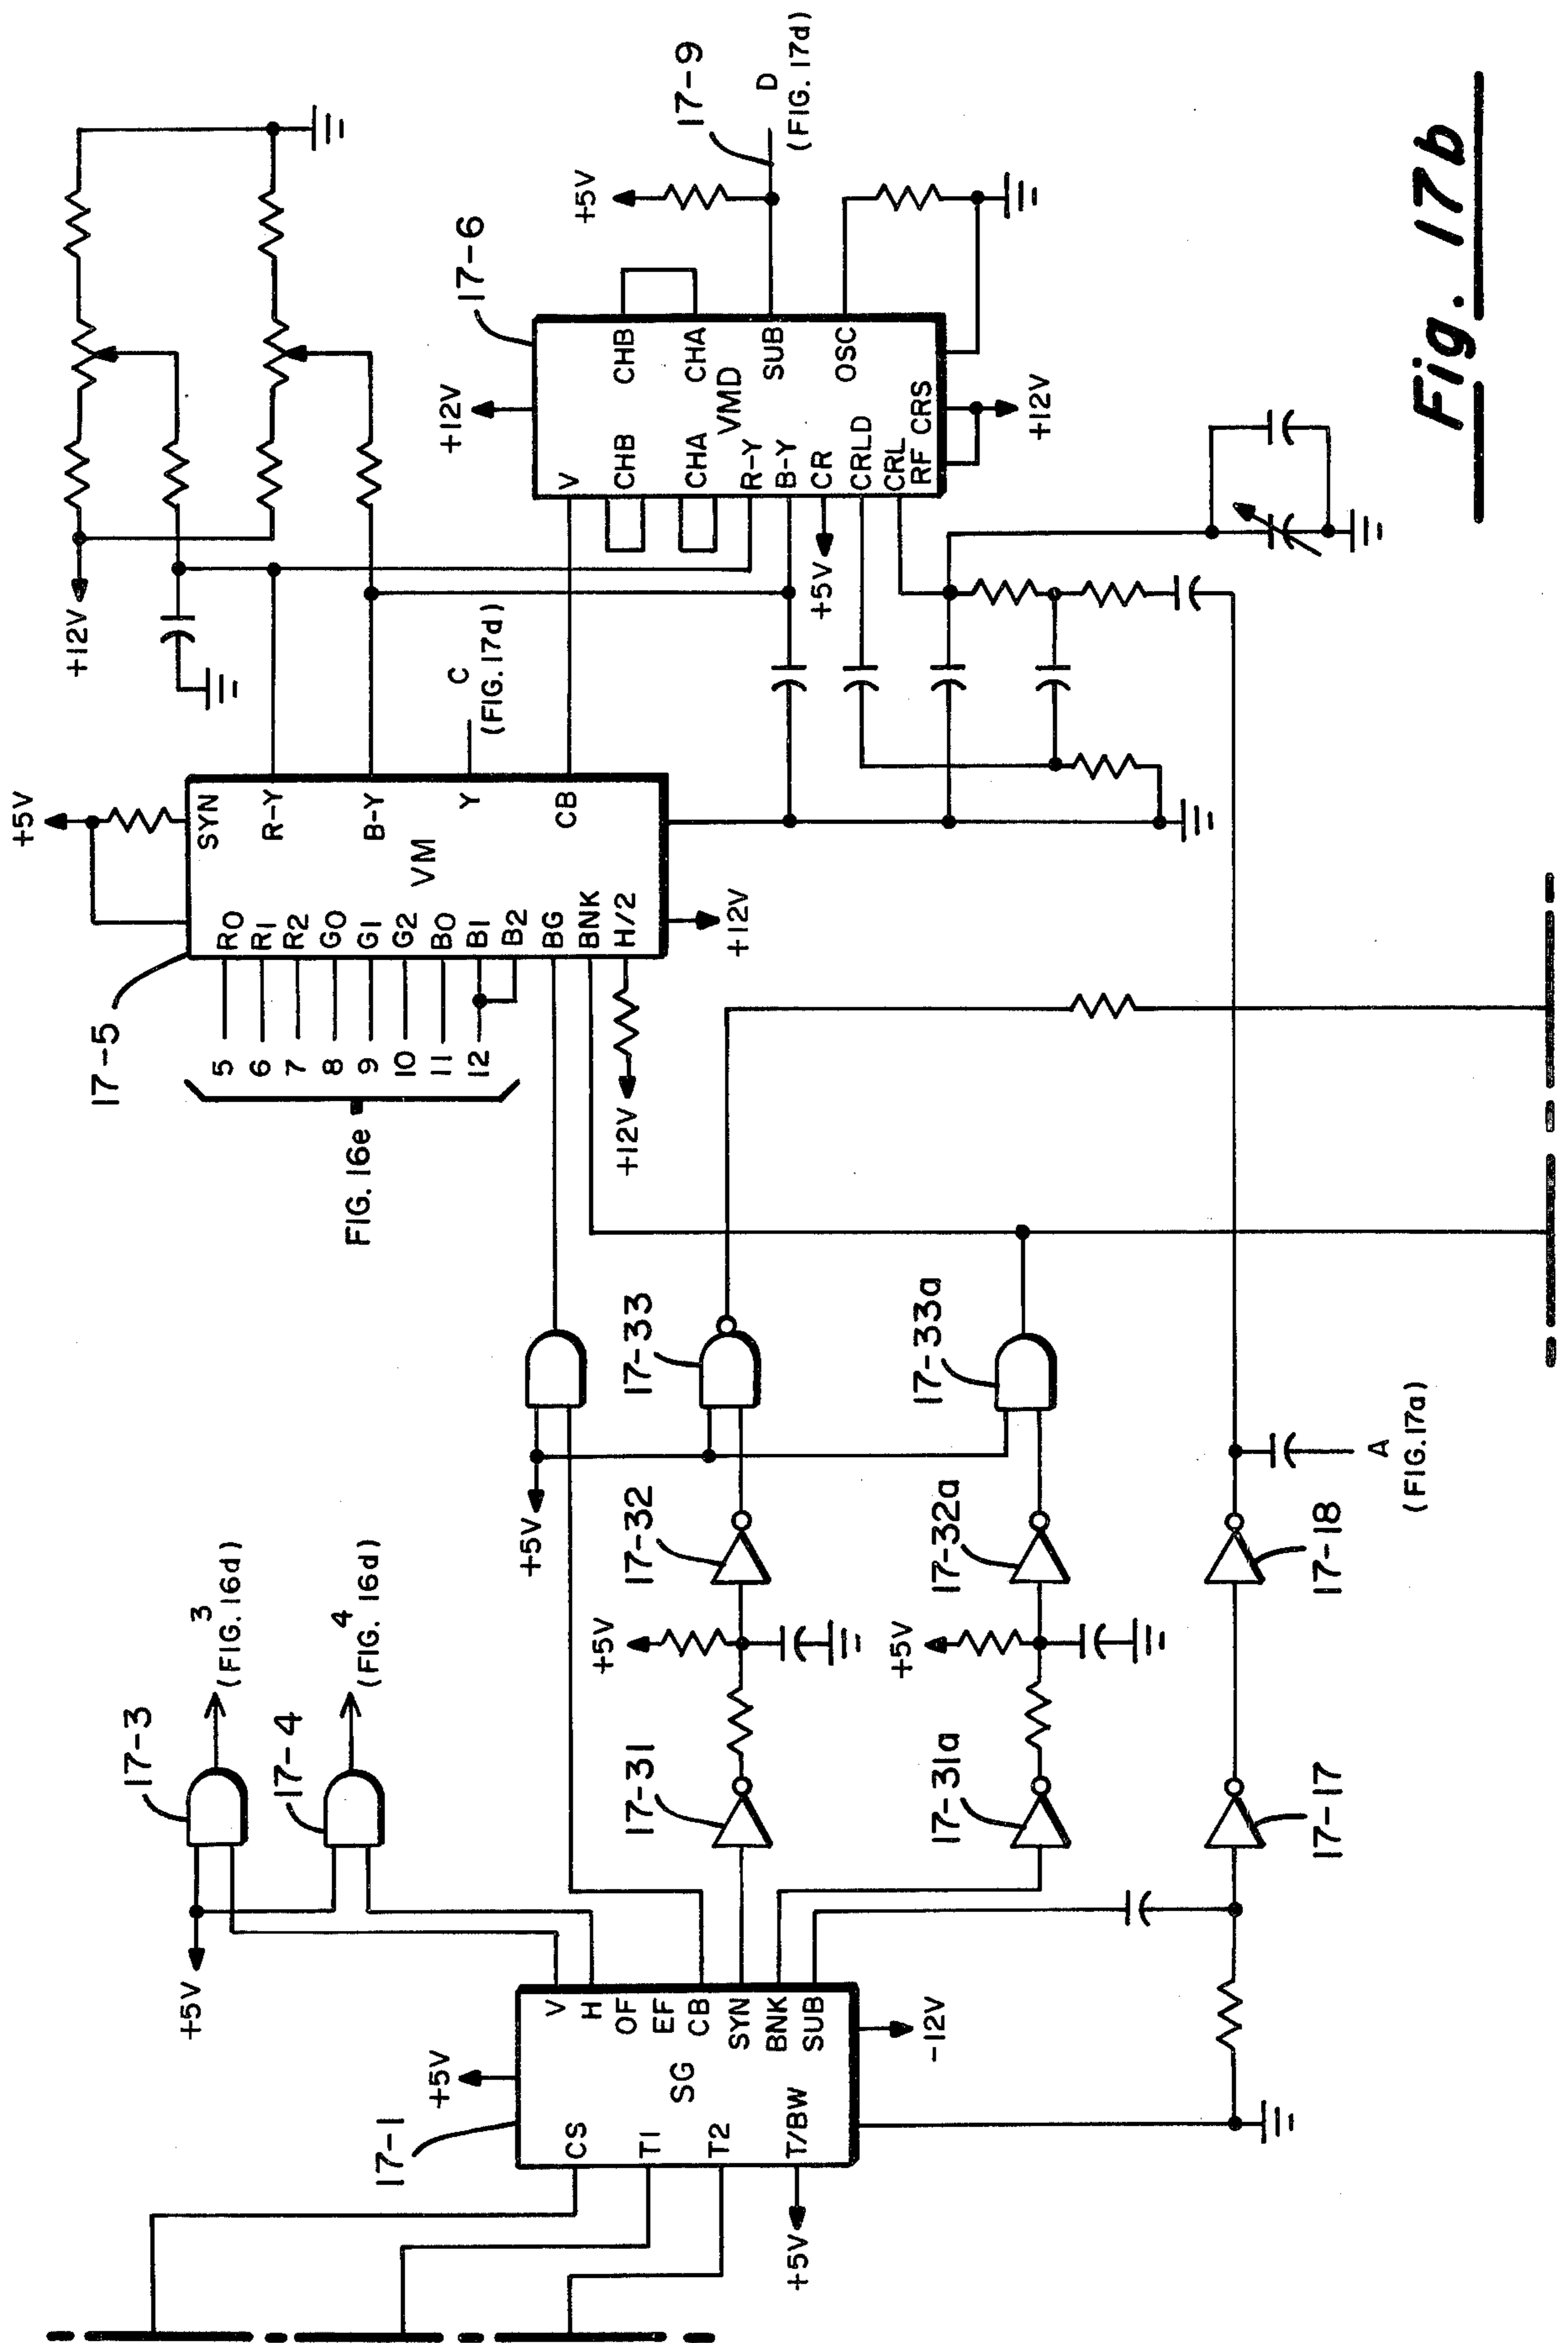 17-1
+5V
CS
T1
T2
T/BW
SG
V
H
OF
EF
CB
SYN
BNK
SUB
+5V
-12V
+5V
17-3
3
(FIG. 16d)
17-4
4
(FIG. 16d)
+5V
17-31
+5V
17-32
17-33
17-31a
+5V
17-32a
17-33a
17-17
17-18
A
(FIG. 17a)
17-5
FIG. 16e
5
6
7
8
9
10
11
12
R0
R1
R2
G0
G1
G2
B0
B1
B2
BG
BNK
H/2
VM
SYN
R-Y
B-Y
Y
CB
+5V
+12V
+12V
C
(FIG. 17d)
+12V
17-6
+12V
V
CHB
CHA
R-Y
B-Y
CR
CRLD
CRL
RF
CRS
VMD
CHB
CHA
SUB
OSC
+5V
+12V
+5V
17-9
D
(FIG. 17d)
Fig. 17b